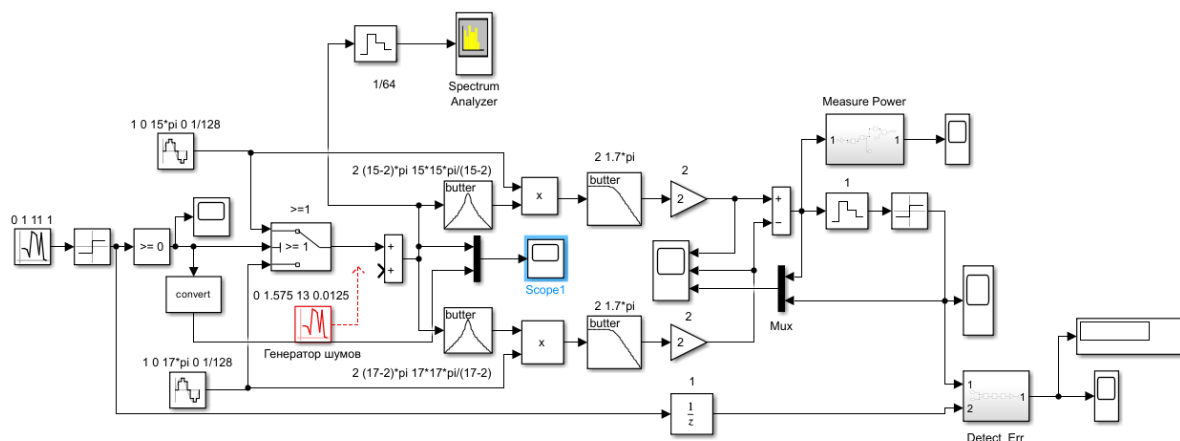 1/64
Spectrum
Analyzer
Measure Power
1
1
1 0 15*pi 0 1/128
2 (15-2)*pi 15*15*pi/(15-2)
2 1.7*pi
2
butter
x
butter
2
+
−
1
0 1 11 1
>=1
>= 0
>= 1
+
+
convert
Scope1
0 1.575 13 0.0125
Генератор шумов
butter
x
2 1.7*pi
butter
2
2
Mux
1 0 17*pi 0 1/128
2 (17-2)*pi 17*17*pi/(17-2)
1
1
z
1
2
1
Detect_Err